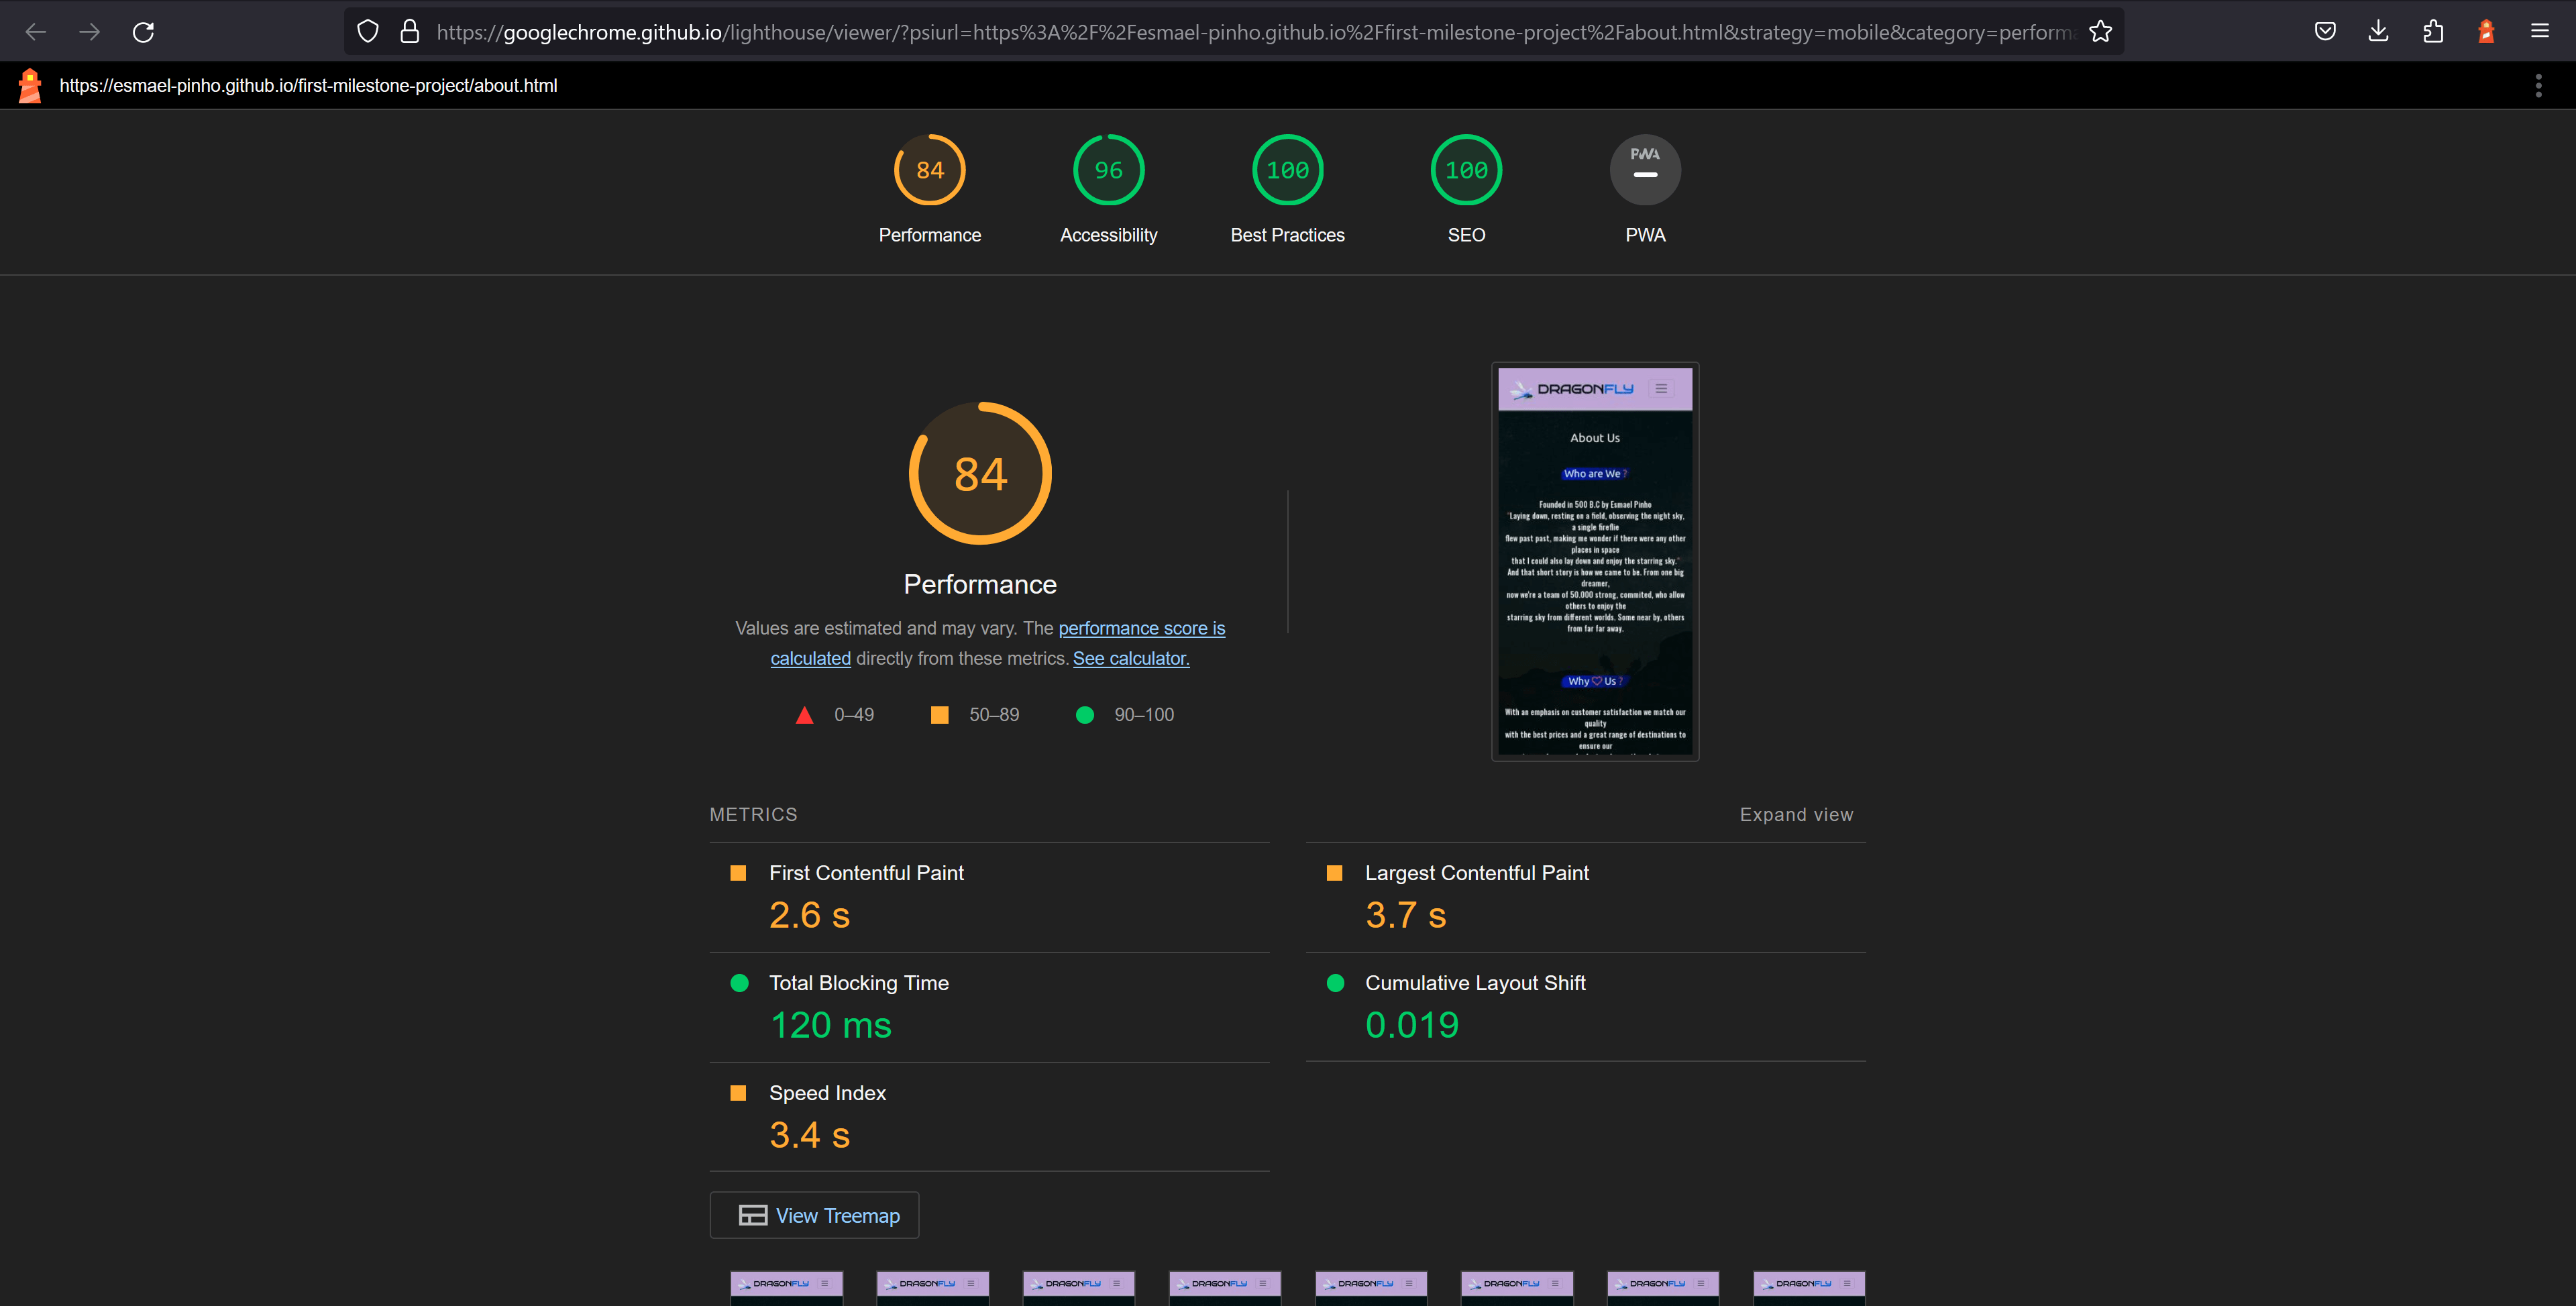 https://googlechrome.github.io/lighthouse/viewer/?psiurl=https%3A%2F%2Fesmael-pinho.github.io%2Ffirst-milestone-project%2Fabout.html&strategy=mobile&category=performa
https://esmael-pinho.github.io/first-milestone-project/about.html
84
96
100
100
PWA
Performance
Accessibility
Best Practices
SEO
PWA
84
Performance
Values are estimated and may vary. The performance score is
calculated directly from these metrics. See calculator.
0–49
50–89
90–100
DRAGONFLY
About Us
Who are We ?
Founded in 500 B.C by Esmael Pinho
"Laying down, resting on a field, observing the night sky,
a single fireflie
flew past past, making me wonder if there were any other
places in space
that I could also lay down and enjoy the starring sky."
And that short story is how we came to be. From one big
dreamer,
now we're a team of 50.000 strong, commited, who allow
others to enjoy the
starring sky from different worlds. Some near by, others
from far far away.
Why Us ?
With an emphasis on customer satisfaction we match our
quality
with the best prices and a great range of destinations to
ensure our
METRICS
Expand view
First Contentful Paint
2.6 s
Largest Contentful Paint
3.7 s
Total Blocking Time
120 ms
Cumulative Layout Shift
0.019
Speed Index
3.4 s
View Treemap
DRAGONFLY
DRAGONFLY
DRAGONFLY
DRAGONFLY
DRAGONFLY
DRAGONFLY
DRAGONFLY
DRAGONFLY